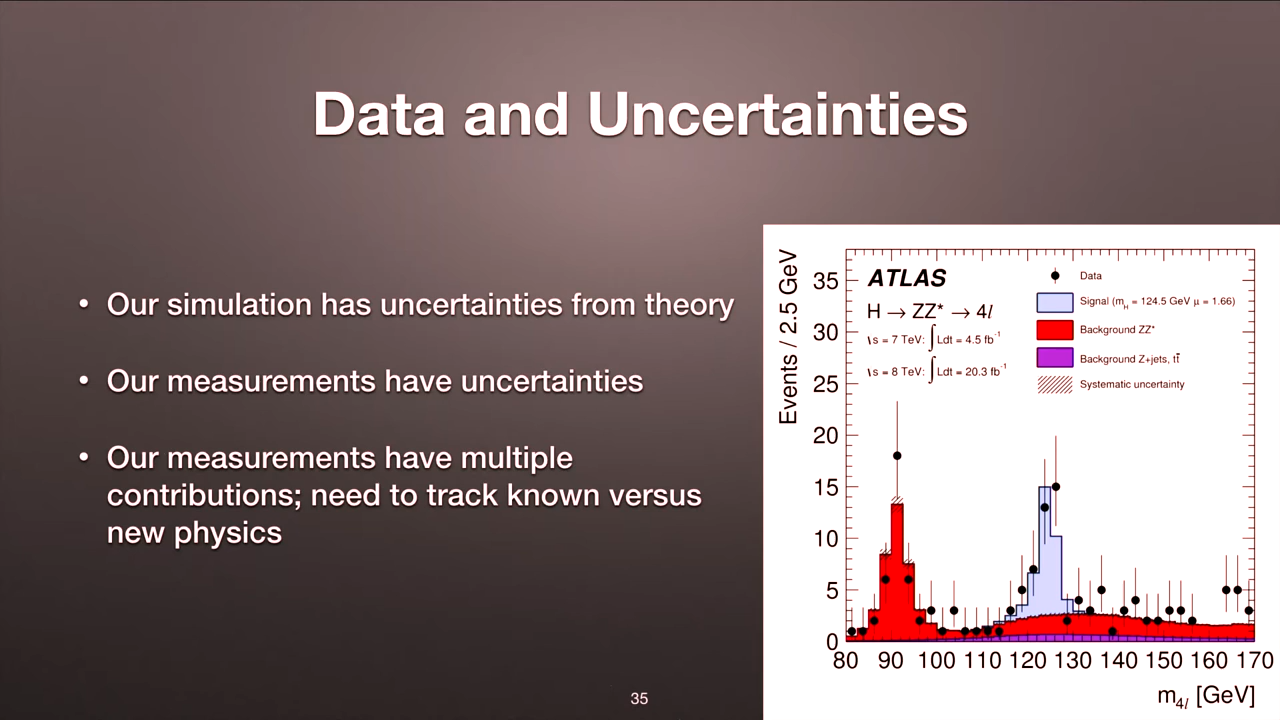 Data and Uncertainties
• Our simulation has uncertainties from theory
• Our measurements have uncertainties
• Our measurements have multiple
contributions; need to track known versus
new physics
Events / 2.5 GeV
35
30
25
20
15
10
5
0
ATLAS
H → ZZ* → 4l
√s = 7 TeV: ∫Ldt = 4.5 fb⁻¹
√s = 8 TeV: ∫Ldt = 20.3 fb⁻¹
Data
Signal (m_H = 124.5 GeV μ = 1.66)
Background ZZ*
Background Z+jets, tt̄
Systematic uncertainty
80 90 100 110 120 130 140 150 160 170
m_4l [GeV]
35